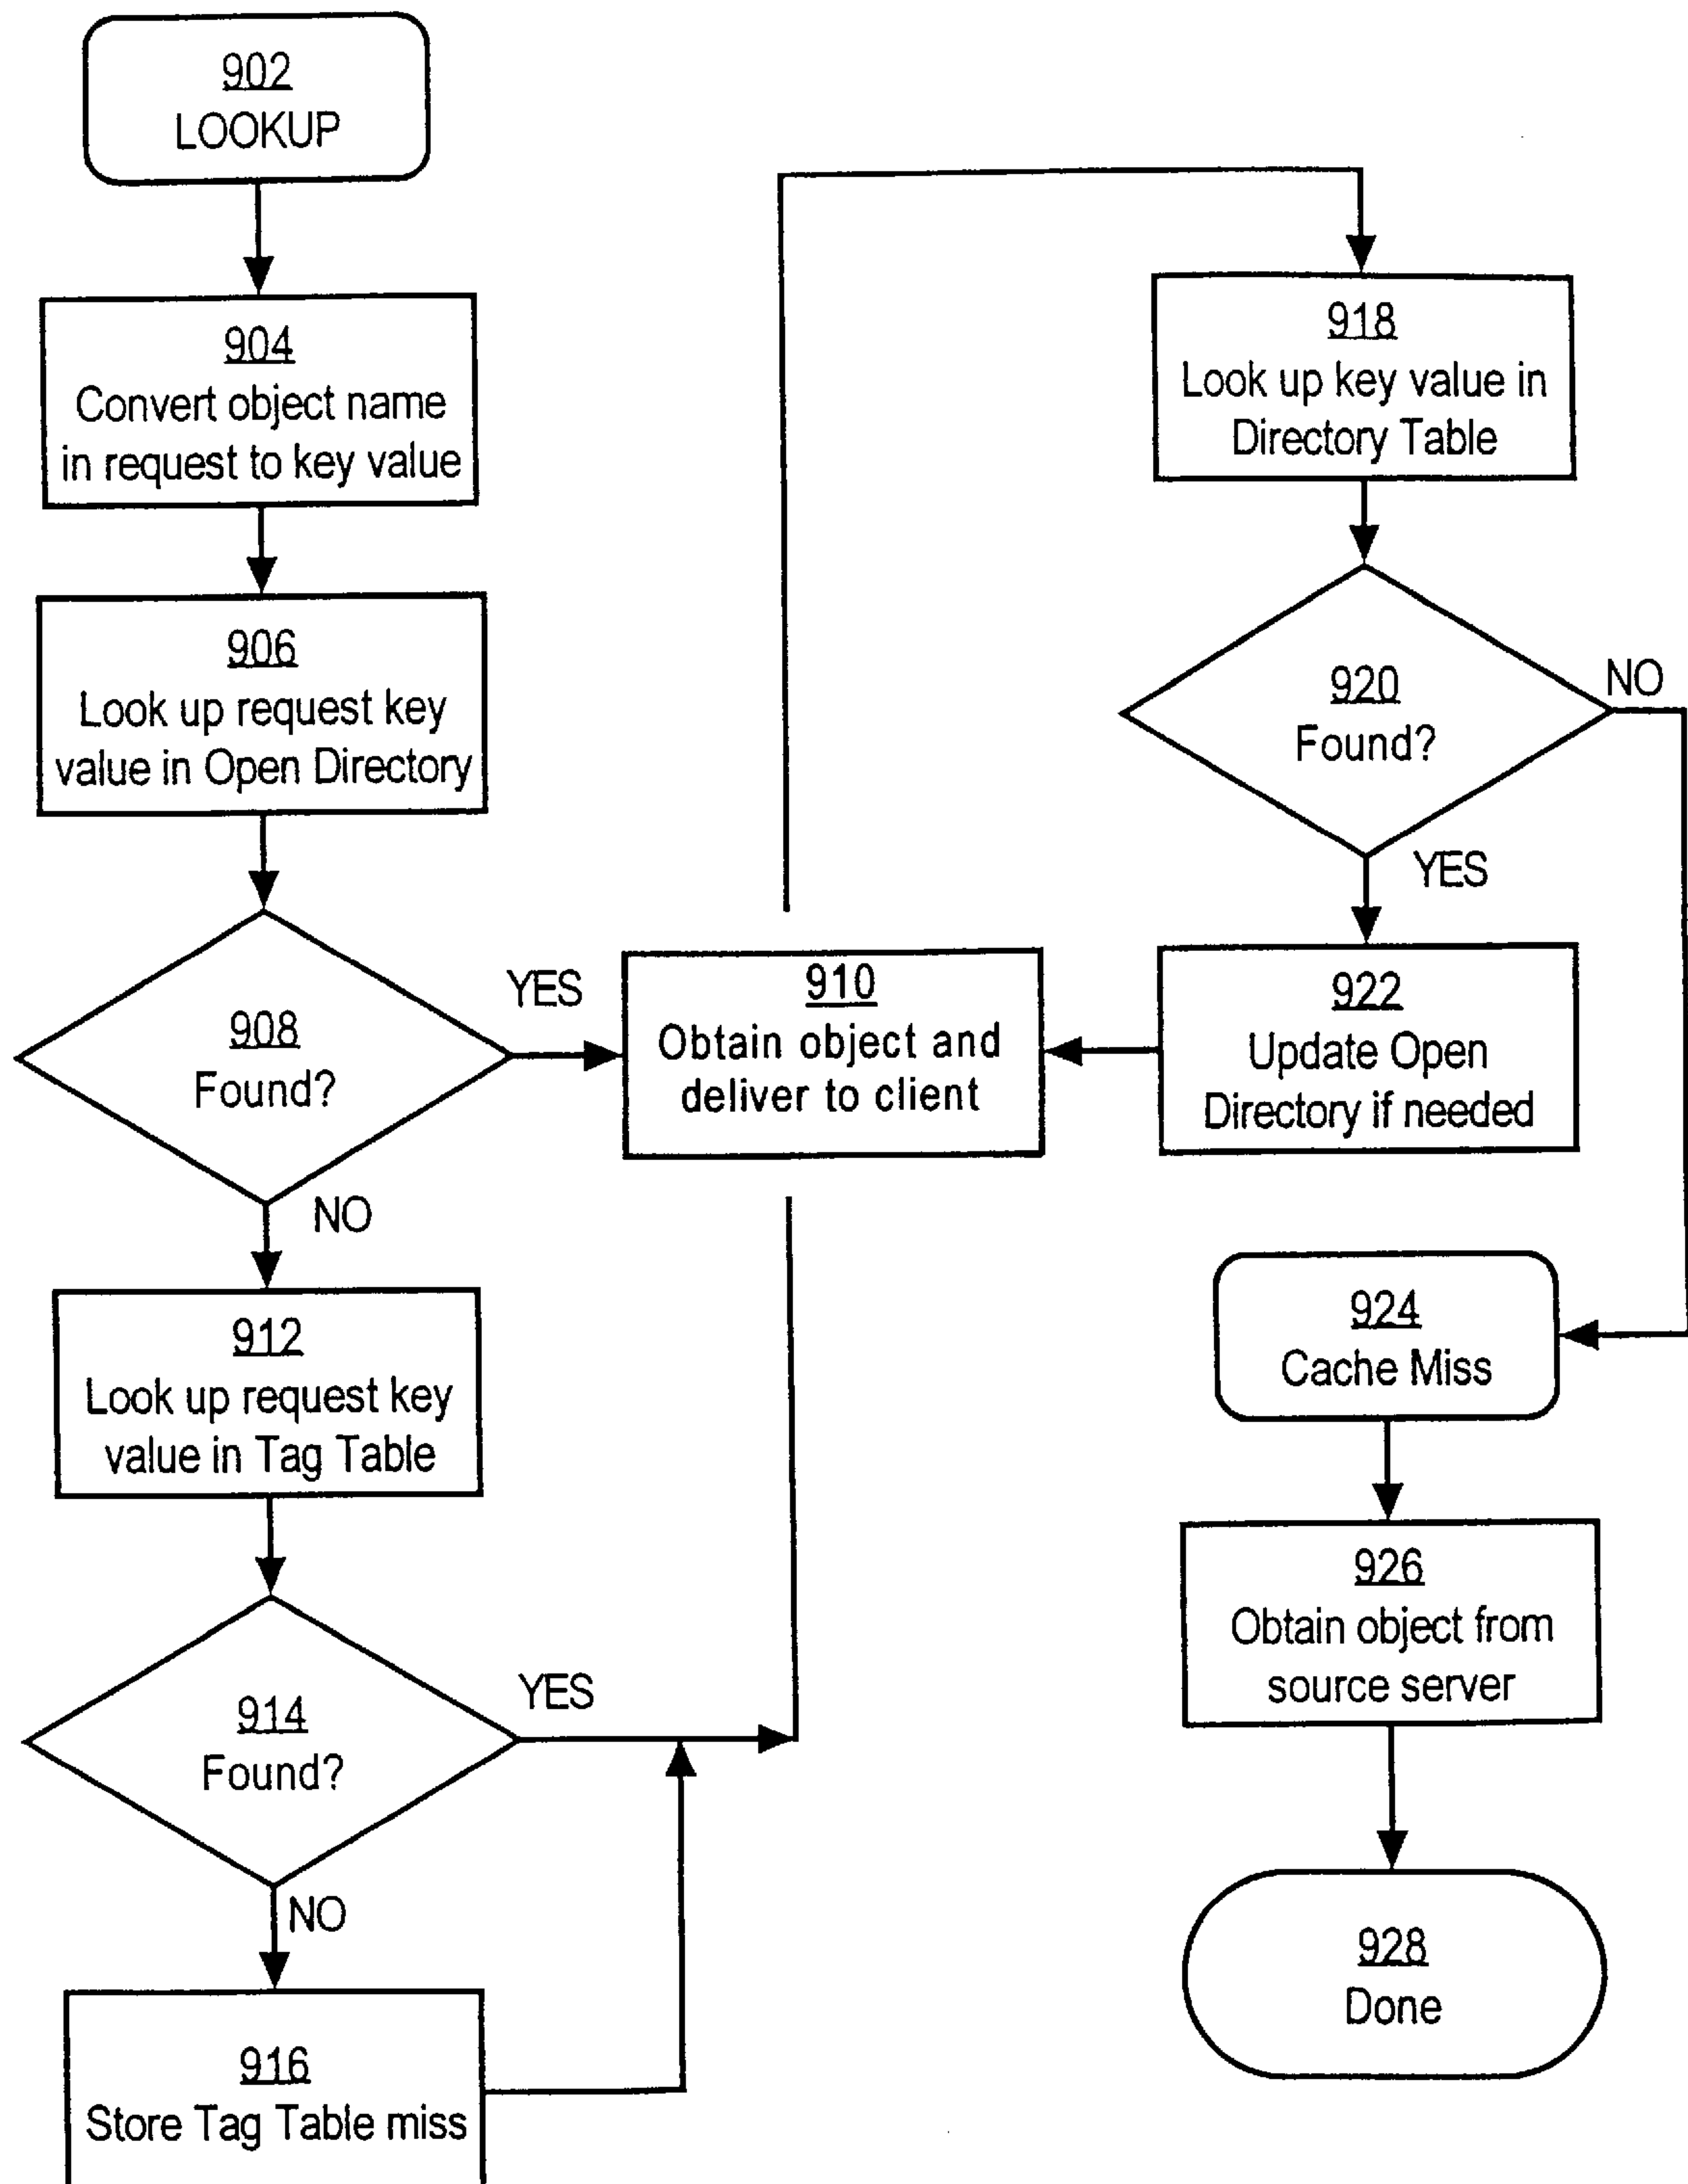 902
LOOKUP
904
Convert object name
in request to key value
906
Look up request key
value in Open Directory
908
Found?
YES
NO
910
Obtain object and
deliver to client
912
Look up request key
value in Tag Table
914
Found?
YES
NO
916
Store Tag Table miss
918
Look up key value in
Directory Table
920
Found?
NO
YES
922
Update Open
Directory if needed
924
Cache Miss
926
Obtain object from
source server
928
Done